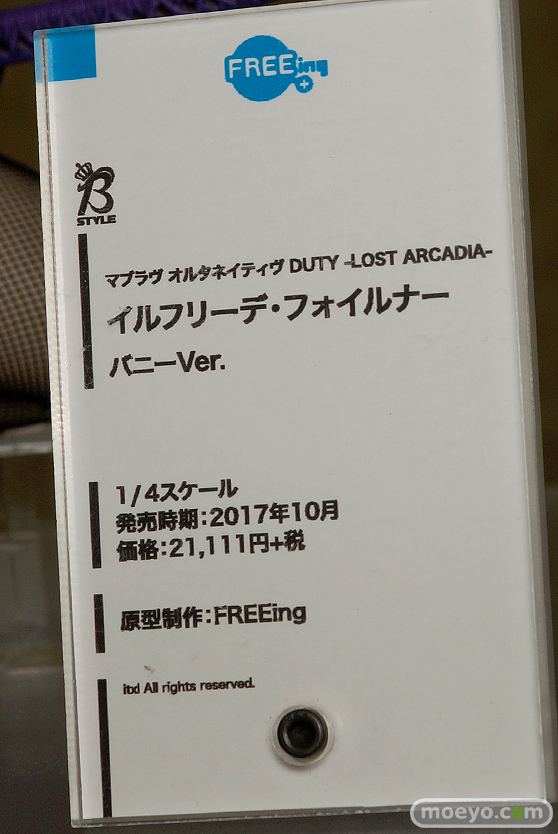 FREEing
B
STYLE
マブラヴ オルタネイティヴ DUTY -LOST ARCADIA-
イルフリーデ・フォイルナー
バニーVer.
1/4スケール
発売時期:2017年10月
価格:21,111円+税
原型制作:FREEing
itxl All rights reserved.
moeyo.com